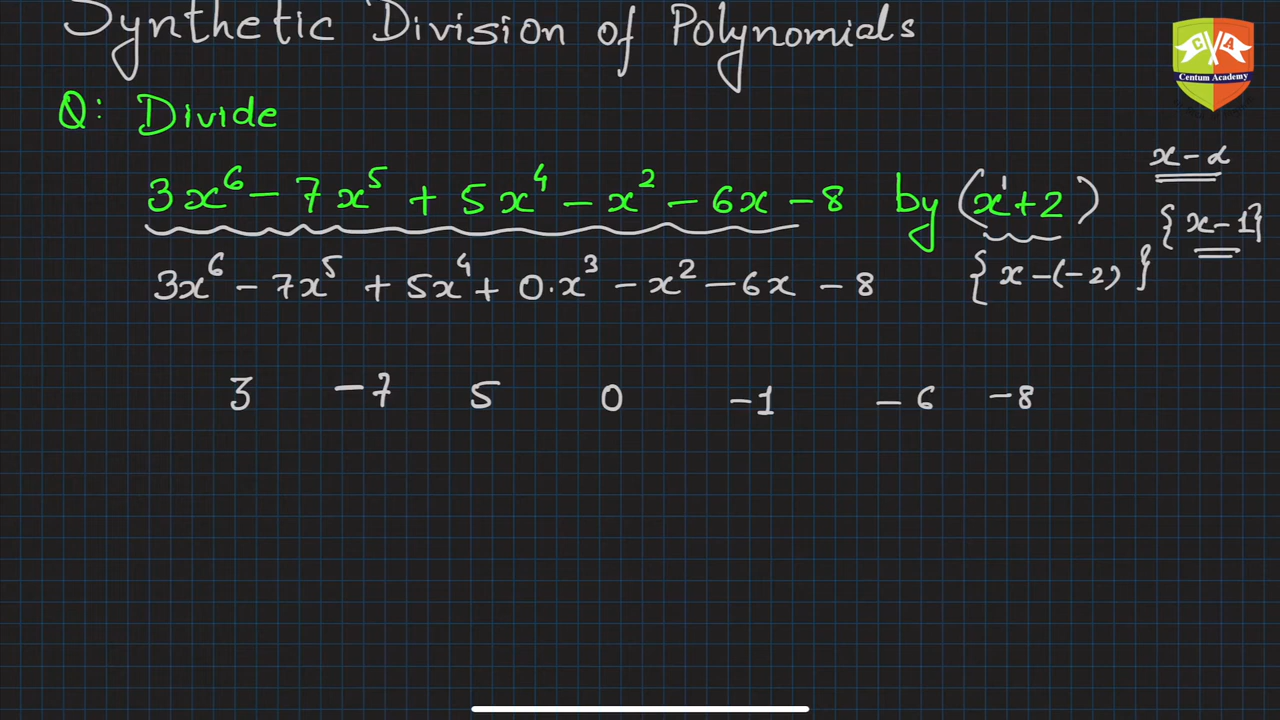 Synthetic Division of Polynomials
C A
Centum Academy
Q: Divide
x - α
3x⁶ - 7x⁵ + 5x⁴ - x² - 6x - 8 by (x¹+2)
{x-1}
3x⁶ - 7x⁵ + 5x⁴ + 0·x³ - x² - 6x - 8
{x-(-2)}
3 -7 5 0 -1 -6 -8